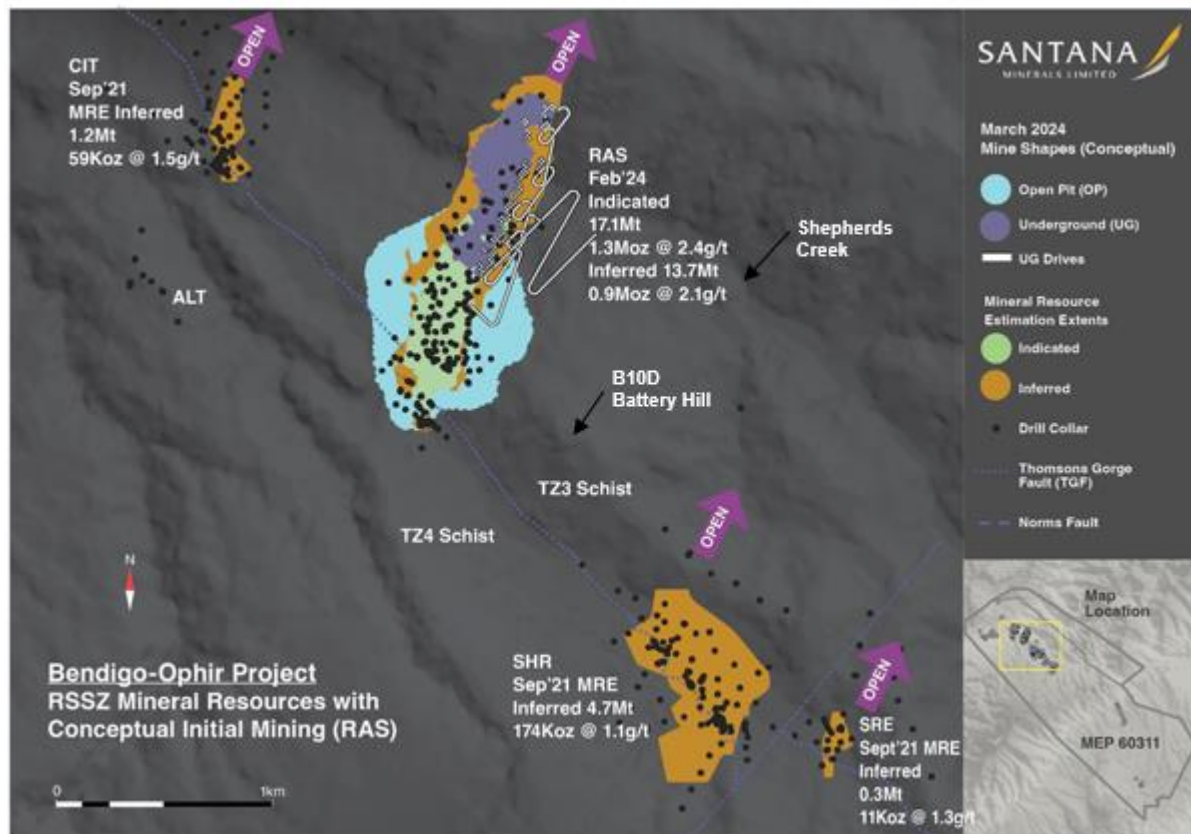 OPEN
CIT
Sep'21
MRE Inferred
1.2Mt
59Koz @ 1.5g/t
OPEN
RAS
Feb'24
Indicated
17.1Mt
1.3Moz @ 2.4g/t
Inferred 13.7Mt
0.9Moz @ 2.1g/t
Shepherds
Creek
ALT
B10D
Battery Hill
TZ3 Schist
TZ4 Schist
OPEN
N
SHR
Sep'21 MRE
Inferred 4.7Mt
174Koz @ 1.1g/t
OPEN
SRE
Sept'21 MRE
Inferred
0.3Mt
11Koz @ 1.3g/t
Bendigo-Ophir Project
RSSZ Mineral Resources with
Conceptual Initial Mining (RAS)
0
1km
SANTANA
MINERALS LIMITED
March 2024
Mine Shapes (Conceptual)
Open Pit (OP)
Underground (UG)
UG Drives
Mineral Resource
Estimation Extents
Indicated
Inferred
Drill Collar
Thomsons Gorge
Fault (TGF)
Norms Fault
Map
Location
MEP 60311